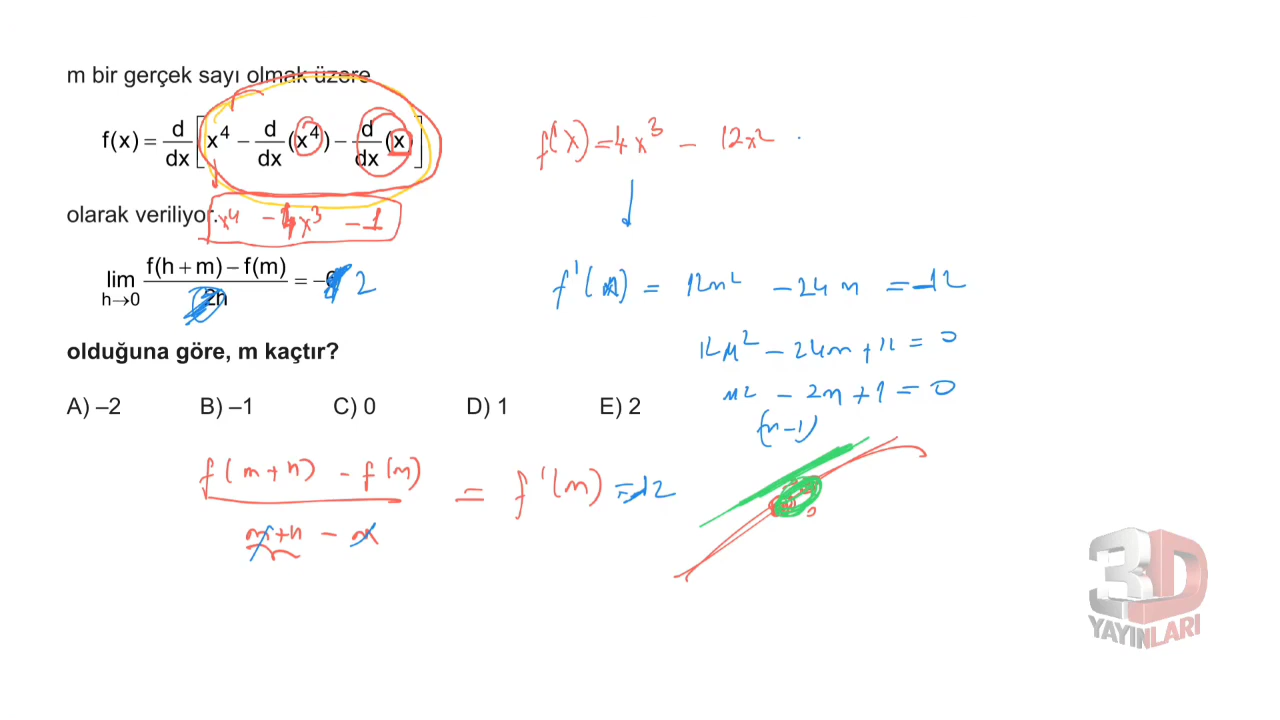 m bir gerçek sayı olmak üzere
f(x) = d/dx [ x⁴ − d/dx (x⁴) − d/dx (x) ]
f(x) = 4x³ − 12x²
olarak veriliyor.
x⁴ − 4x³ − 1
lim h→0 f(h + m) − f(m) / 2h = −6
12
f'(m) = 12m² − 24m = −12
12m² − 24m + 12 = 0
olduğuna göre, m kaçtır?
m² − 2m + 1 = 0
A) –2 B) –1 C) 0 D) 1 E) 2
(m − 1)
f(m + h) − f(m) / m + h − m = f'(m) = −12
3D
YAYINLARI